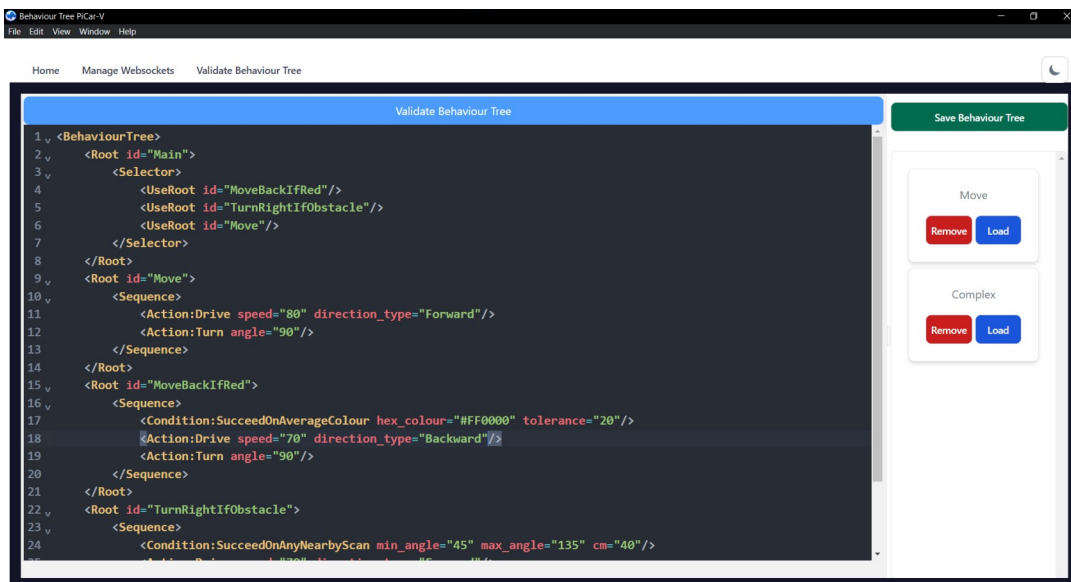 Behaviour Tree PiCar-V
File Edit View Window Help
Home Manage Websockets Validate Behaviour Tree
Validate Behaviour Tree
Save Behaviour Tree
1 <BehaviourTree>
2 <Root id="Main">
3 <Selector>
4 <UseRoot id="MoveBackIfRed"/>
5 <UseRoot id="TurnRightIfObstacle"/>
6 <UseRoot id="Move"/>
7 </Selector>
8 </Root>
9 <Root id="Move">
10 <Sequence>
11 <Action:Drive speed="80" direction_type="Forward"/>
12 <Action:Turn angle="90"/>
13 </Sequence>
14 </Root>
15 <Root id="MoveBackIfRed">
16 <Sequence>
17 <Condition:SucceedOnAverageColour hex_colour="#FF0000" tolerance="20"/>
18 <Action:Drive speed="70" direction_type="Backward"/>
19 <Action:Turn angle="90"/>
20 </Sequence>
21 </Root>
22 <Root id="TurnRightIfObstacle">
23 <Sequence>
24 <Condition:SucceedOnAnyNearbyScan min_angle="45" max_angle="135" cm="40"/>
Move
Remove Load
Complex
Remove Load